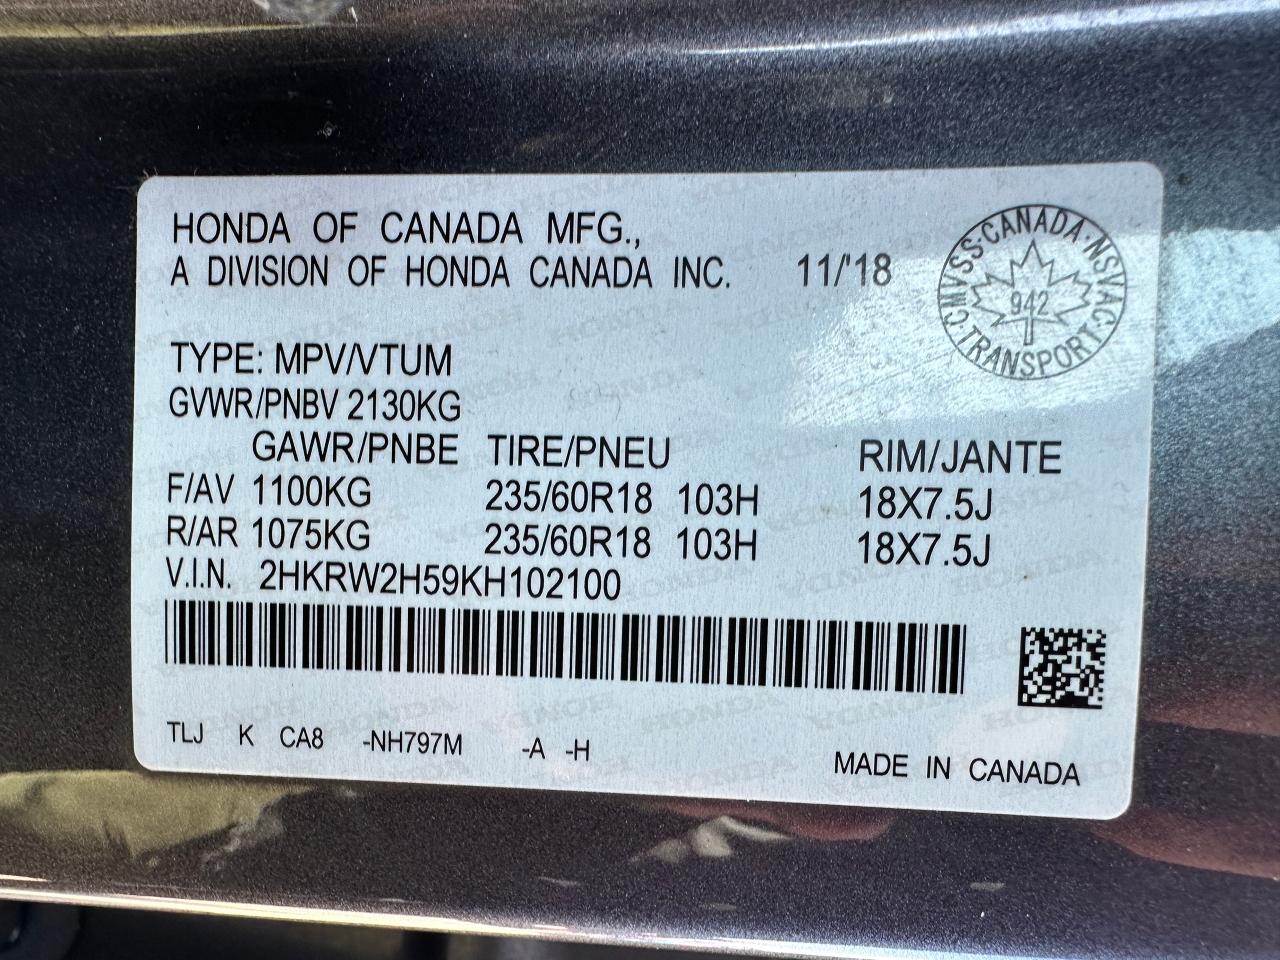 HONDA OF CANADA MFG.,
A DIVISION OF HONDA CANADA INC. 11/'18
CMVSS·CANADA·NSVAC·TRANSPORT·
942
TYPE: MPV/VTUM
GVWR/PNBV 2130KG
GAWR/PNBE TIRE/PNEU RIM/JANTE
F/AV 1100KG 235/60R18 103H 18X7.5J
R/AR 1075KG 235/60R18 103H 18X7.5J
V.I.N. 2HKRW2H59KH102100
TLJ K CA8 -NH797M -A -H
MADE IN CANADA